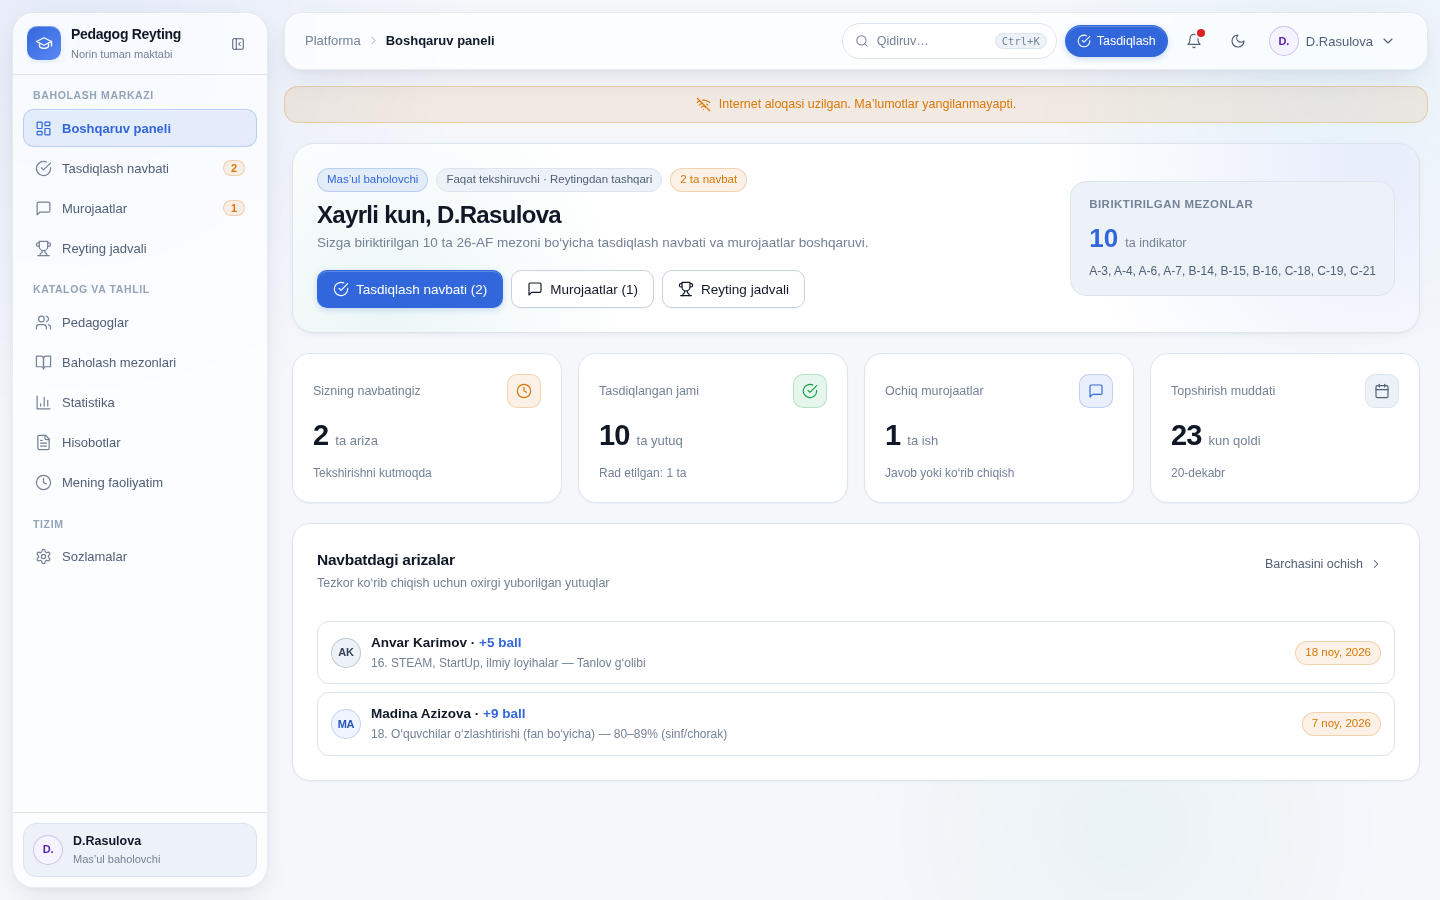 Pedagog Reyting
Norin tuman maktabi
BAHOLASH MARKAZI
Boshqaruv paneli
Tasdiqlash navbati 2
Murojaatlar 1
Reyting jadvali
KATALOG VA TAHLIL
Pedagoglar
Baholash mezonlari
Statistika
Hisobotlar
Mening faoliyatim
TIZIM
Sozlamalar
D. D.Rasulova
Mas’ul baholovchi
Platforma Boshqaruv paneli
Qidiruv… Ctrl+K
Tasdiqlash
D. D.Rasulova
Internet aloqasi uzilgan. Ma’lumotlar yangilanmayapti.
Mas’ul baholovchi Faqat tekshiruvchi · Reytingdan tashqari 2 ta navbat
Xayrli kun, D.Rasulova
Sizga biriktirilgan 10 ta 26-AF mezoni bo‘yicha tasdiqlash navbati va murojaatlar boshqaruvi.
Tasdiqlash navbati (2) Murojaatlar (1) Reyting jadvali
BIRIKTIRILGAN MEZONLAR
10 ta indikator
A-3, A-4, A-6, A-7, B-14, B-15, B-16, C-18, C-19, C-21
Sizning navbatingiz
2 ta ariza
Tekshirishni kutmoqda
Tasdiqlangan jami
10 ta yutuq
Rad etilgan: 1 ta
Ochiq murojaatlar
1 ta ish
Javob yoki ko‘rib chiqish
Topshirish muddati
23 kun qoldi
20-dekabr
Navbatdagi arizalar
Tezkor ko‘rib chiqish uchun oxirgi yuborilgan yutuqlar
Barchasini ochish
AK Anvar Karimov · +5 ball
16. STEAM, StartUp, ilmiy loyihalar — Tanlov g‘olibi
18 noy, 2026
MA Madina Azizova · +9 ball
18. O‘quvchilar o‘zlashtirishi (fan bo‘yicha) — 80–89% (sinf/chorak)
7 noy, 2026